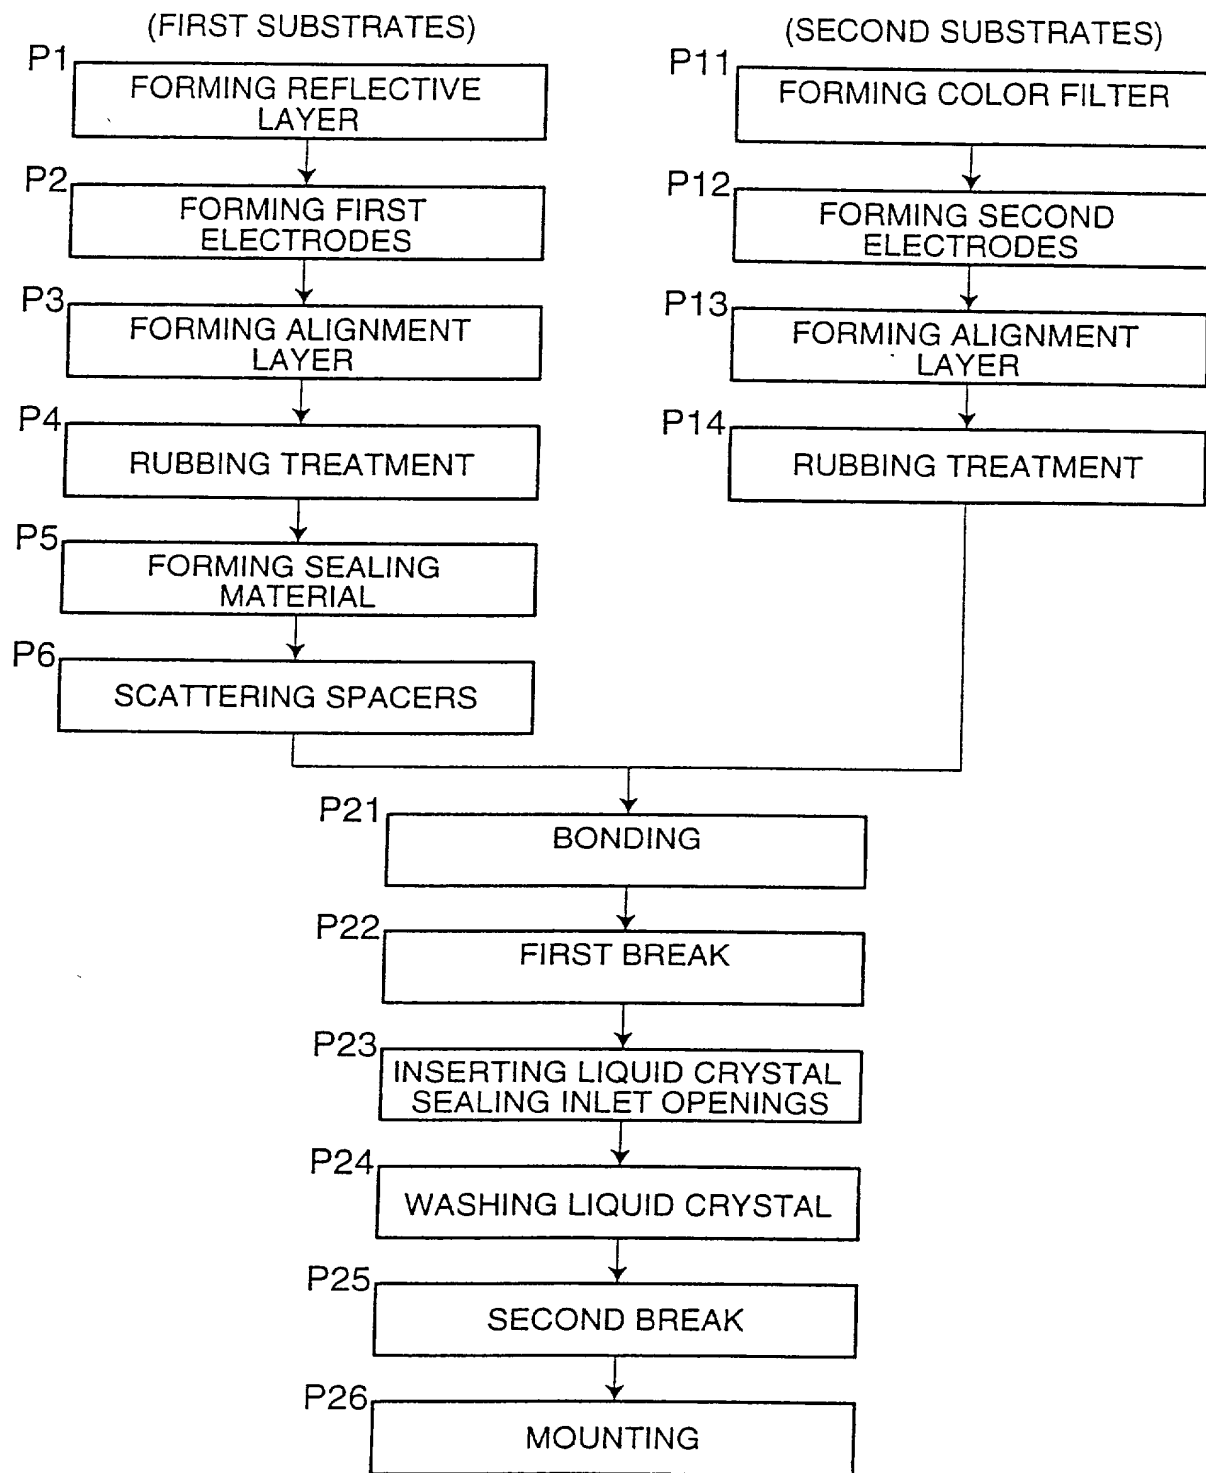 (FIRST SUBSTRATES)
P1
FORMING REFLECTIVE
LAYER
P2
FORMING FIRST
ELECTRODES
P3
FORMING ALIGNMENT
LAYER
P4
RUBBING TREATMENT
P5
FORMING SEALING
MATERIAL
P6
SCATTERING SPACERS
(SECOND SUBSTRATES)
P11
FORMING COLOR FILTER
P12
FORMING SECOND
ELECTRODES
P13
FORMING ALIGNMENT
LAYER
P14
RUBBING TREATMENT
P21
BONDING
P22
FIRST BREAK
P23
INSERTING LIQUID CRYSTAL
SEALING INLET OPENINGS
P24
WASHING LIQUID CRYSTAL
P25
SECOND BREAK
P26
MOUNTING